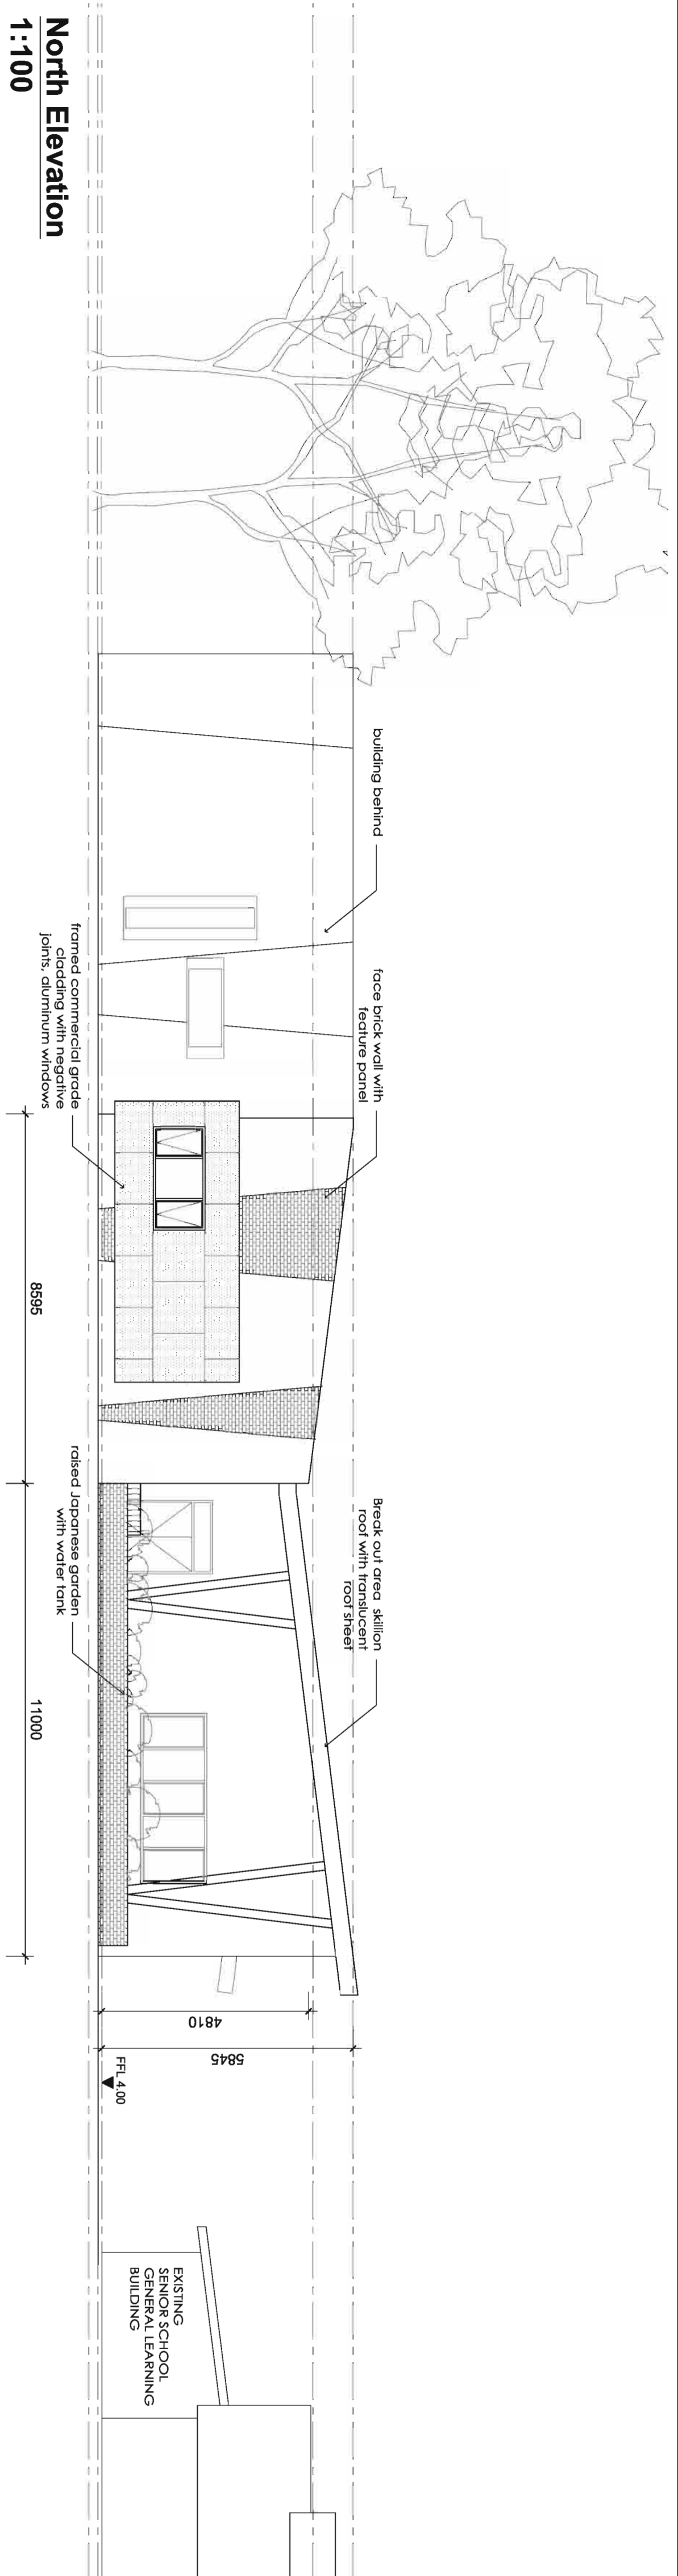 building behind
face brick wall with
feature panel
Break out area skillion
roof with translucent
roof sheet
framed commercial grade
cladding with negative
joints, aluminum windows
raised Japanese garden
with water tank
8595
11000
4810
5845
FFL 4.00
EXISTING
SENIOR SCHOOL
GENERAL LEARNING
BUILDING
North Elevation
1:100